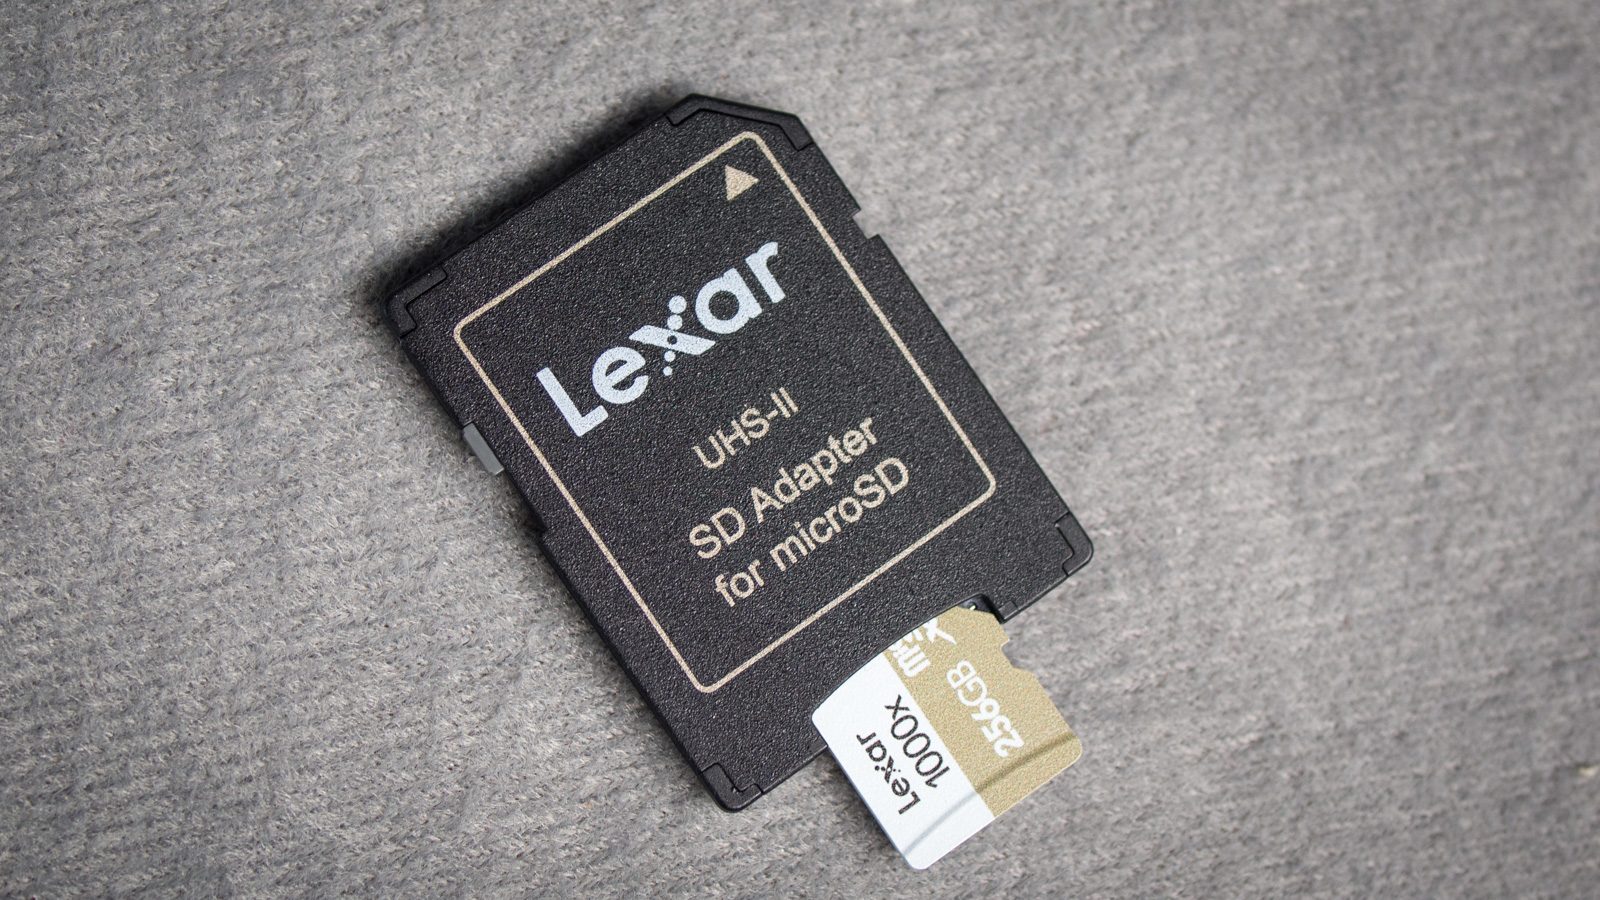 Lexar
UHS-II
SD Adapter
for microSD
Lexar
1000x
256GB